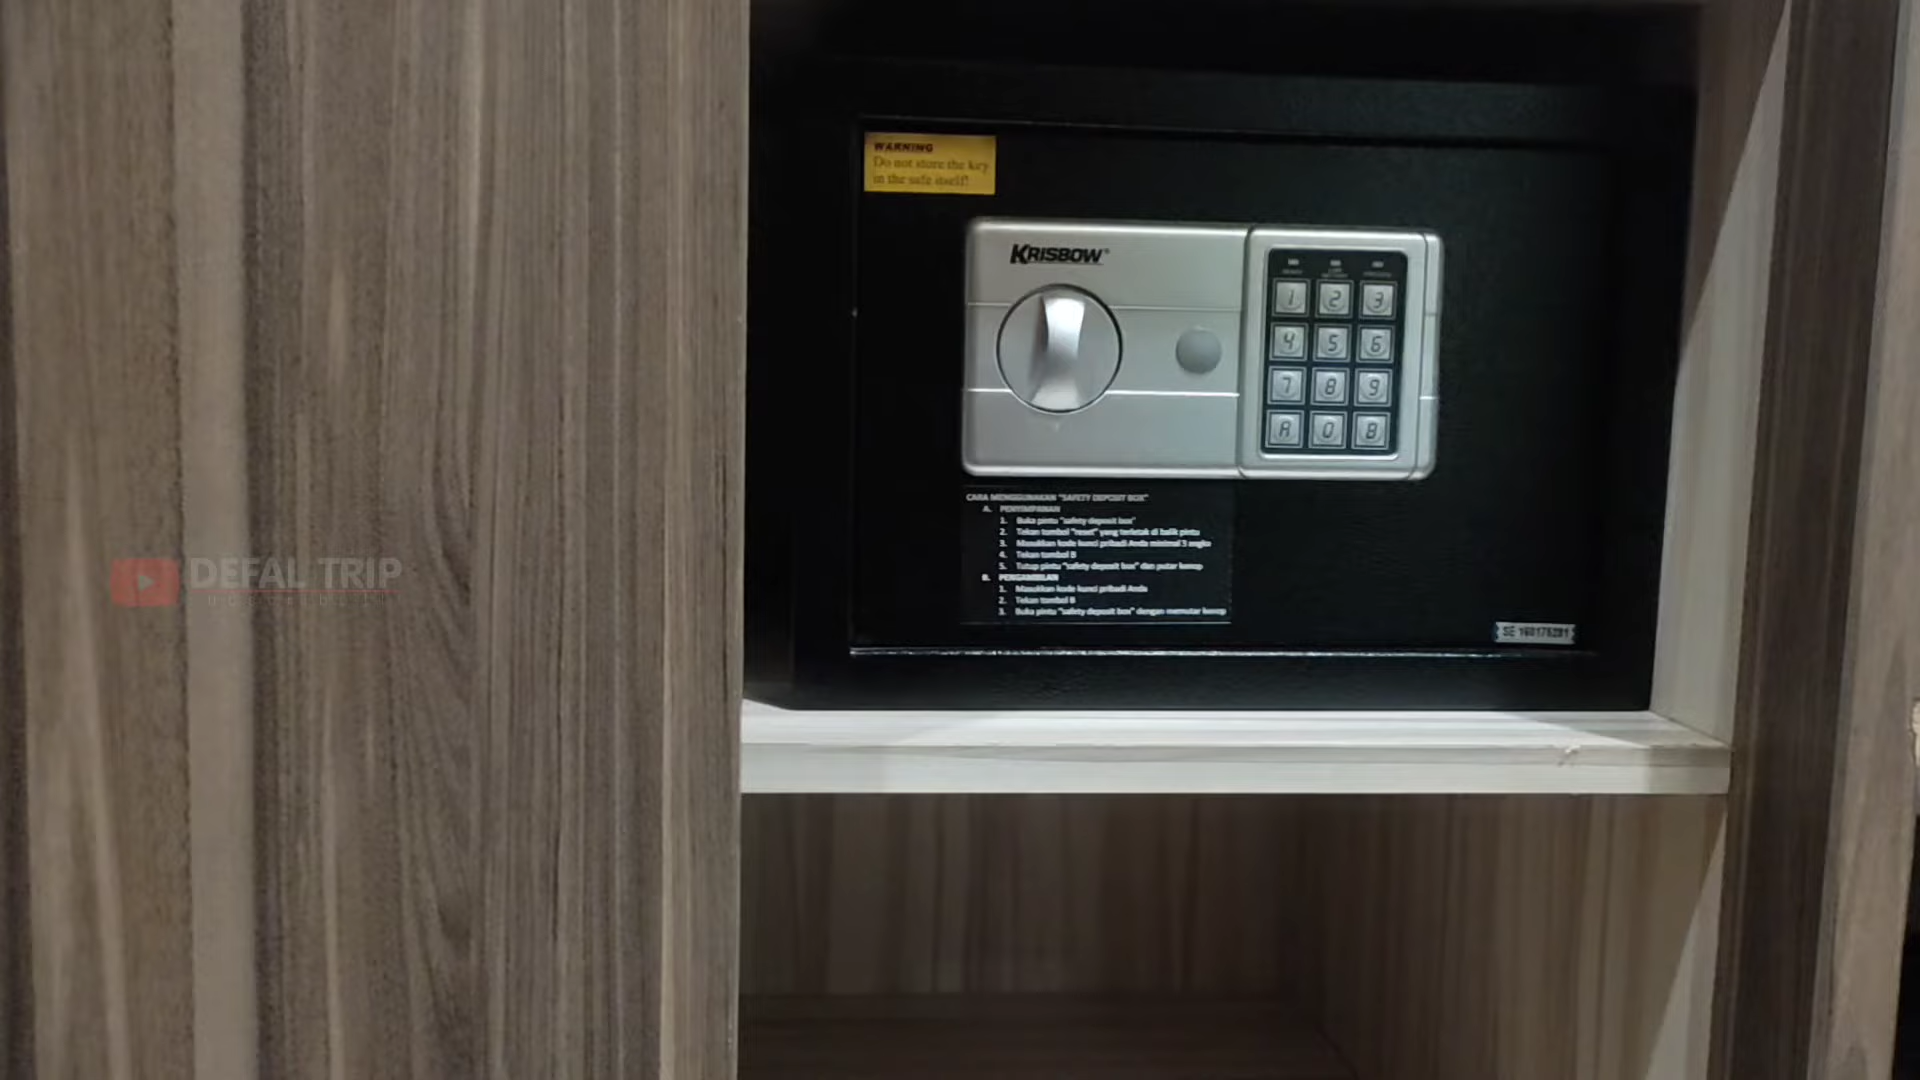 WARNING
Do not store the key
in the safe itself!
KRISBOW®
1 2 3
4 5 6
7 8 9
A 0 B
CARA MENGGUNAKAN "SAFETY DEPOSIT BOX"
A. PENYIMPANAN
1. Buka pintu "safety deposit box"
2. Tekan tombol "reset" yang terletak di balik pintu
3. Masukkan kode kunci pribadi Anda minimal 3 angka
4. Tekan tombol B
5. Tutup pintu "safety deposit box" dan putar kenop
B. PENGAMBILAN
1. Masukkan kode kunci pribadi Anda
2. Tekan tombol B
3. Buka pintu "safety deposit box" dengan memutar kenop
DEFAL TRIP